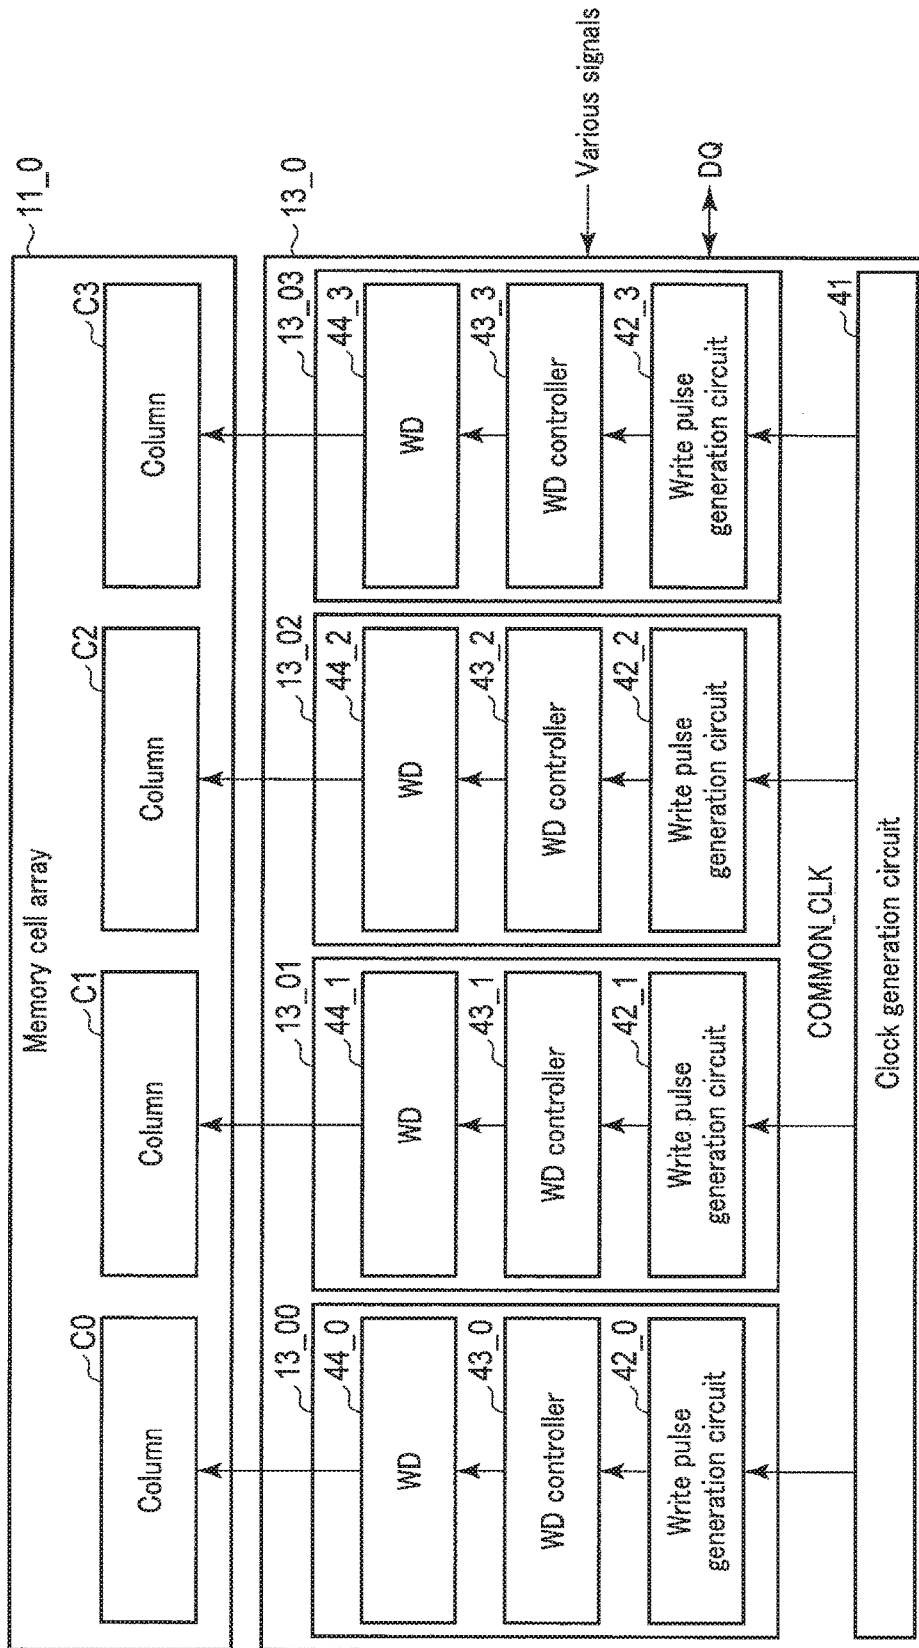 Memory cell array
11_0
C0
C1
C2
C3
Column
Column
Column
Column
13_0
13_00
13_01
13_02
13_03
44_0
44_1
44_2
44_3
WD
WD
WD
WD
43_0
43_1
43_2
43_3
WD controller
WD controller
WD controller
WD controller
Various signals
42_0
42_1
42_2
42_3
Write pulse
generation circuit
Write pulse
generation circuit
Write pulse
generation circuit
Write pulse
generation circuit
DQ
COMMON_CLK
41
Clock generation circuit